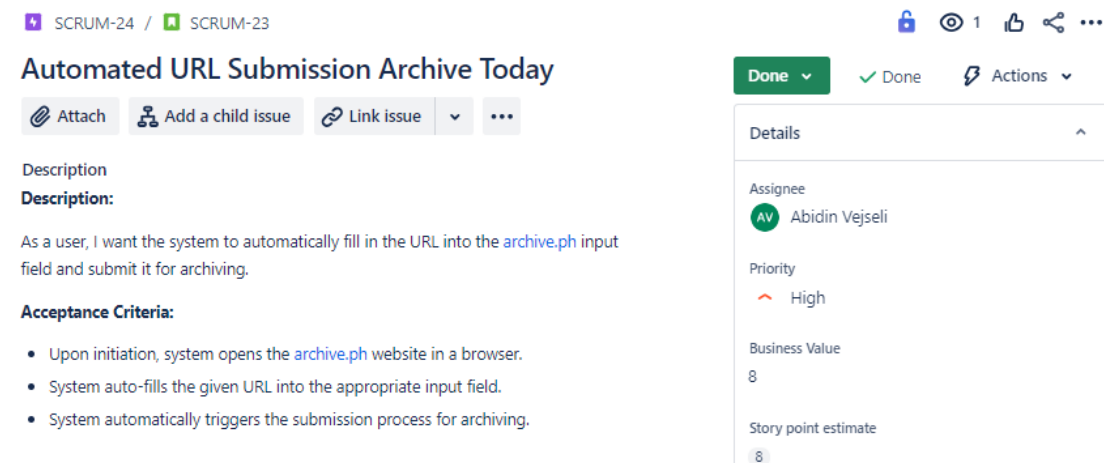 SCRUM-24 / SCRUM-23
1
Automated URL Submission Archive Today
Attach
Add a child issue
Link issue
Description
Description:
As a user, I want the system to automatically fill in the URL into the archive.ph input
field and submit it for archiving.
Acceptance Criteria:
• Upon initiation, system opens the archive.ph website in a browser.
• System auto-fills the given URL into the appropriate input field.
• System automatically triggers the submission process for archiving.
Done
Done
Actions
Details
Assignee
AV Abidin Vejseli
Priority
High
Business Value
8
Story point estimate
8